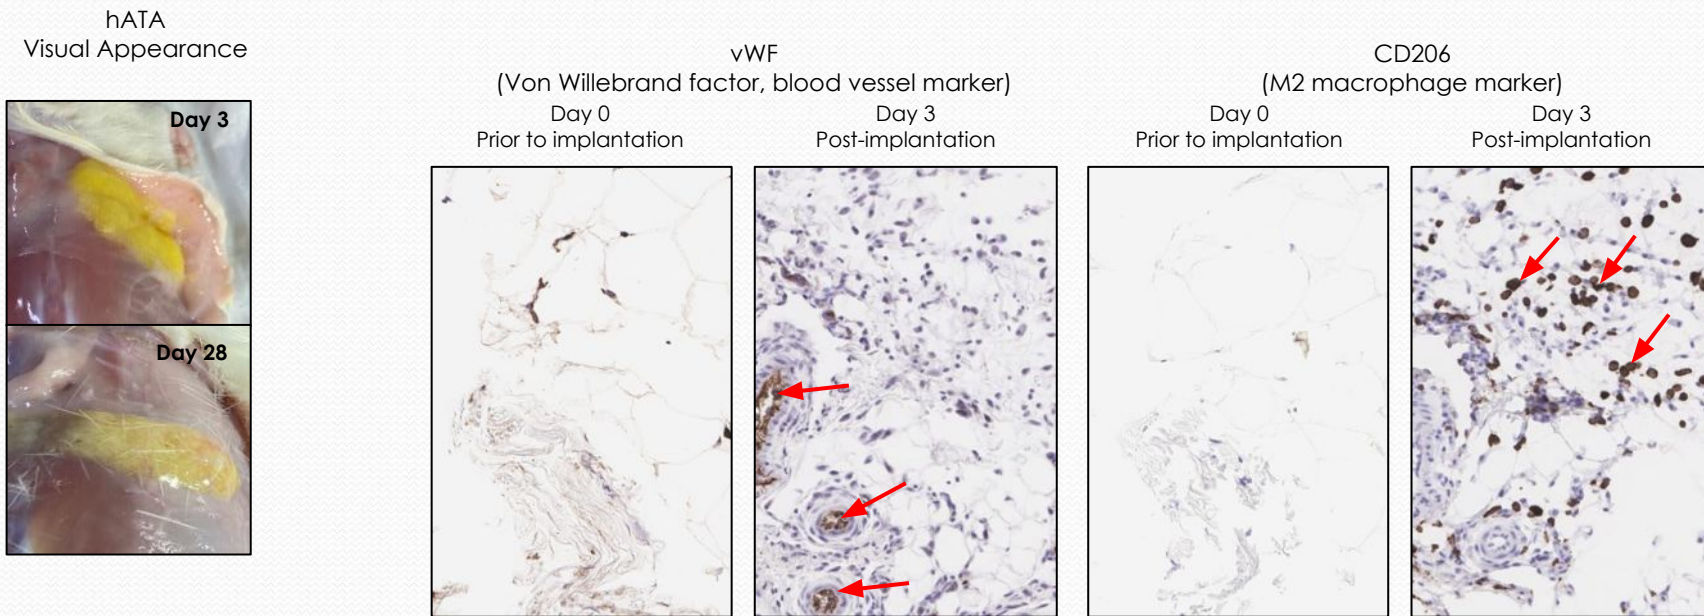 hATA
Visual Appearance
Day 3
Day 28
vWF
(Von Willebrand factor, blood vessel marker)
Day 0
Prior to implantation
Day 3
Post-implantation
CD206
(M2 macrophage marker)
Day 0
Prior to implantation
Day 3
Post-implantation